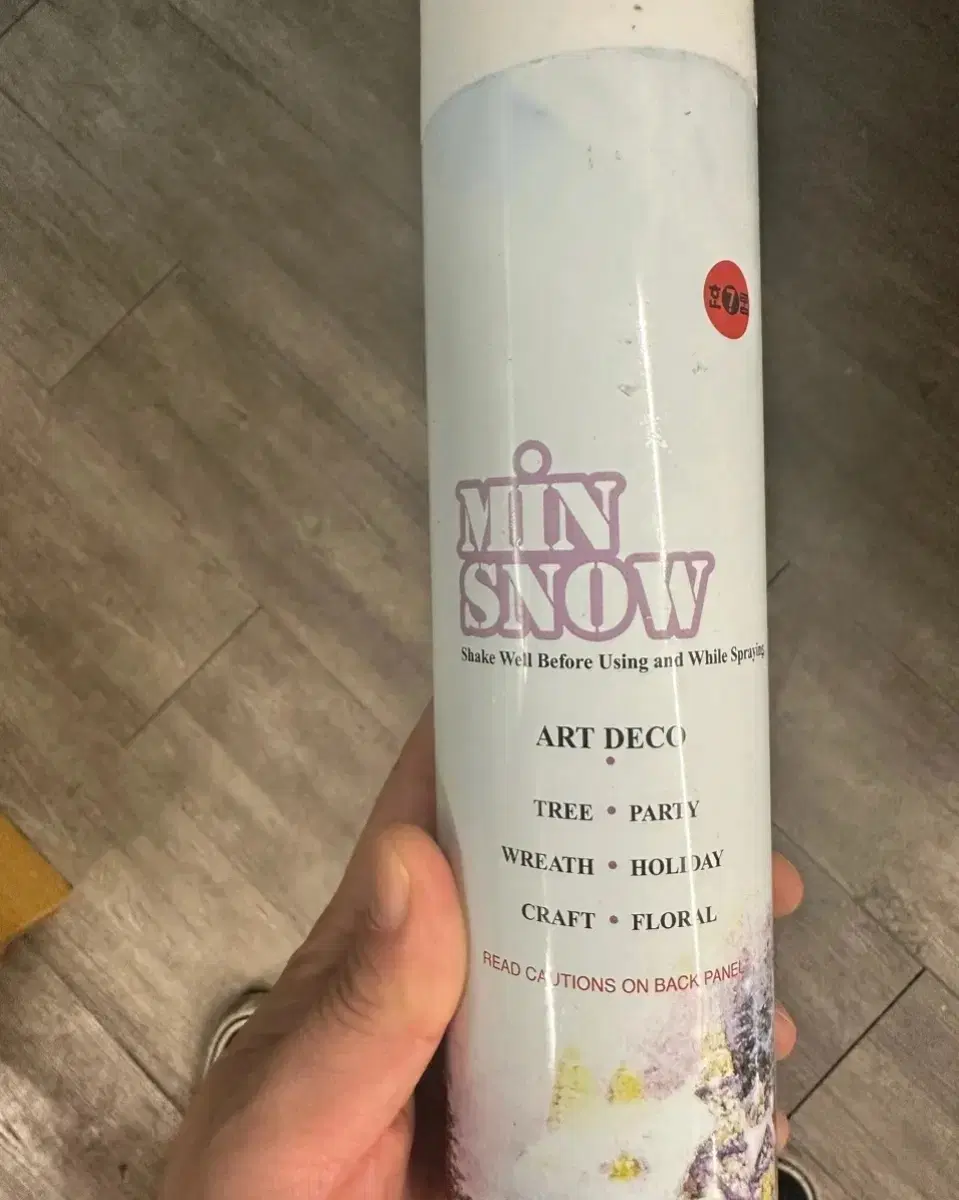 7
MIN
SNOW
Shake Well Before Using and While Spraying
ART DECO
TREE • PARTY
WREATH • HOLIDAY
CRAFT • FLORAL
READ CAUTIONS ON BACK PANEL